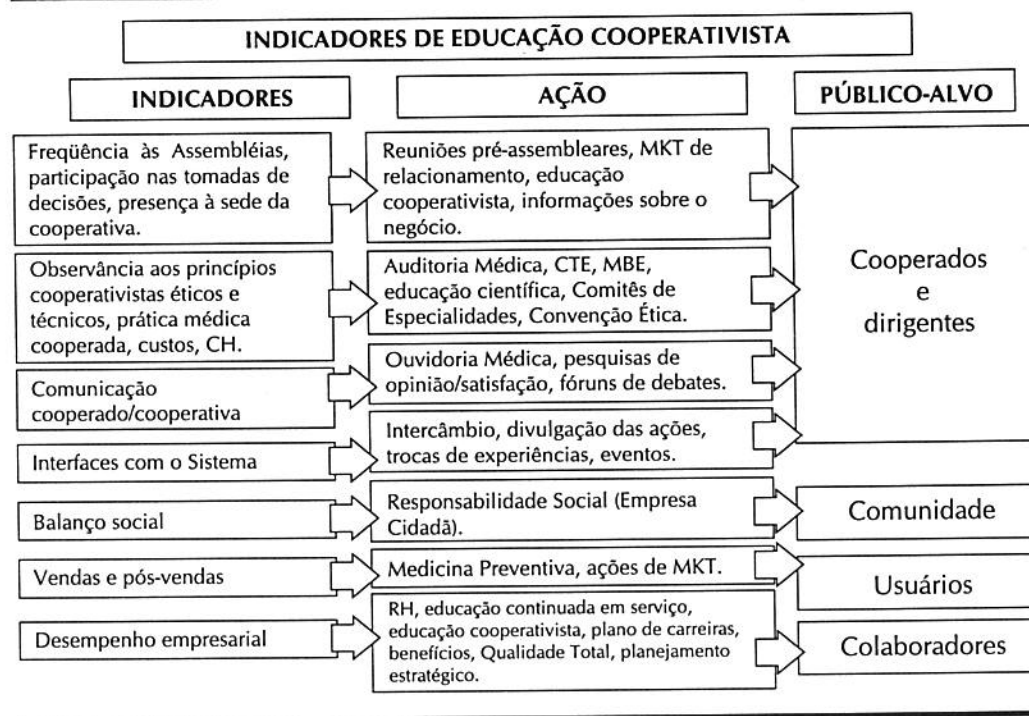 INDICADORES DE EDUCAÇÃO COOPERATIVISTA
INDICADORES
AÇÃO
PÚBLICO-ALVO
Freqüência às Assembléias,
participação nas tomadas de
decisões, presença à sede da
cooperativa.
Reuniões pré-assembleares, MKT de
relacionamento, educação
cooperativista, informações sobre o
negócio.
Observância aos princípios
cooperativistas éticos e
técnicos, prática médica
cooperada, custos, CH.
Auditoria Médica, CTE, MBE,
educação científica, Comitês de
Especialidades, Convenção Ética.
Comunicação
cooperado/cooperativa
Ouvidoria Médica, pesquisas de
opinião/satisfação, fóruns de debates.
Interfaces com o Sistema
Intercâmbio, divulgação das ações,
trocas de experiências, eventos.
Cooperados
e
dirigentes
Balanço social
Responsabilidade Social (Empresa
Cidadã).
Comunidade
Vendas e pós-vendas
Medicina Preventiva, ações de MKT.
Usuários
Desempenho empresarial
RH, educação continuada em serviço,
educação cooperativista, plano de carreiras,
benefícios, Qualidade Total, planejamento
estratégico.
Colaboradores